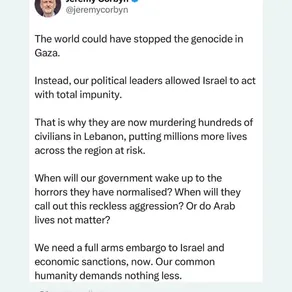 Jeremy Corbyn
@jeremycorbyn
The world could have stopped the genocide in
Gaza.
Instead, our political leaders allowed Israel to act
with total impunity.
That is why they are now murdering hundreds of
civilians in Lebanon, putting millions more lives
across the region at risk.
When will our government wake up to the
horrors they have normalised? When will they
call out this reckless aggression? Or do Arab
lives not matter?
We need a full arms embargo to Israel and
economic sanctions, now. Our common
humanity demands nothing less.